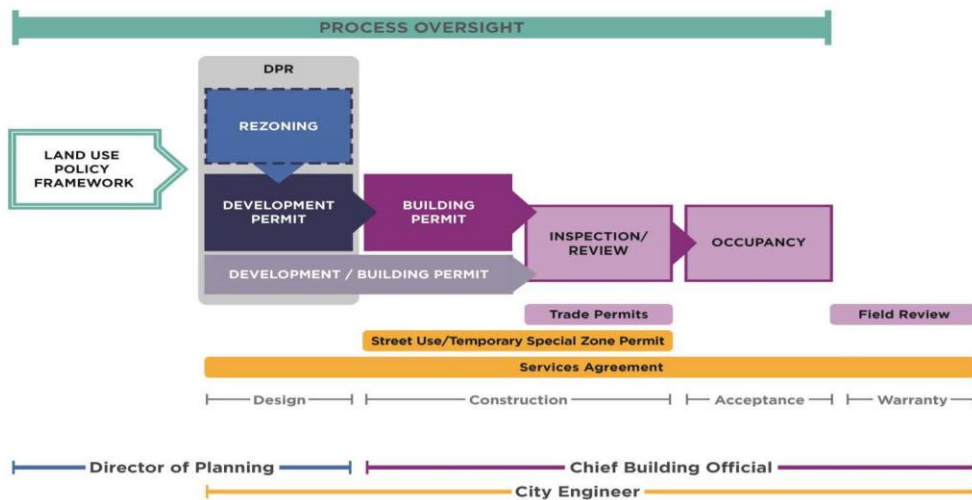 PROCESS OVERSIGHT
DPR
REZONING
LAND USE
POLICY
FRAMEWORK
DEVELOPMENT
PERMIT
BUILDING
PERMIT
INSPECTION/
REVIEW
OCCUPANCY
DEVELOPMENT / BUILDING PERMIT
Trade Permits
Field Review
Street Use/Temporary Special Zone Permit
Services Agreement
Design
Construction
Acceptance
Warranty
Director of Planning
Chief Building Official
City Engineer